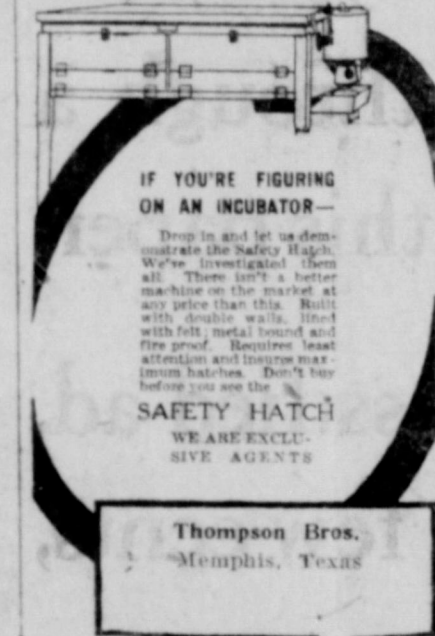 IF YOU'RE FIGURING
ON AN INCUBATOR—
Drop in and let us dem-
onstrate the Safety Hatch.
We've investigated them
all. There isn't a better
machine on the market at
any price than this. Built
with double walls, lined
with felt; metal bound and
fire proof. Requires least
attention and insures max-
imum hatches. Don't buy
before you see the
SAFETY HATCH
WE ARE EXCLU-
SIVE AGENTS
Thompson Bros.
Memphis, Texas